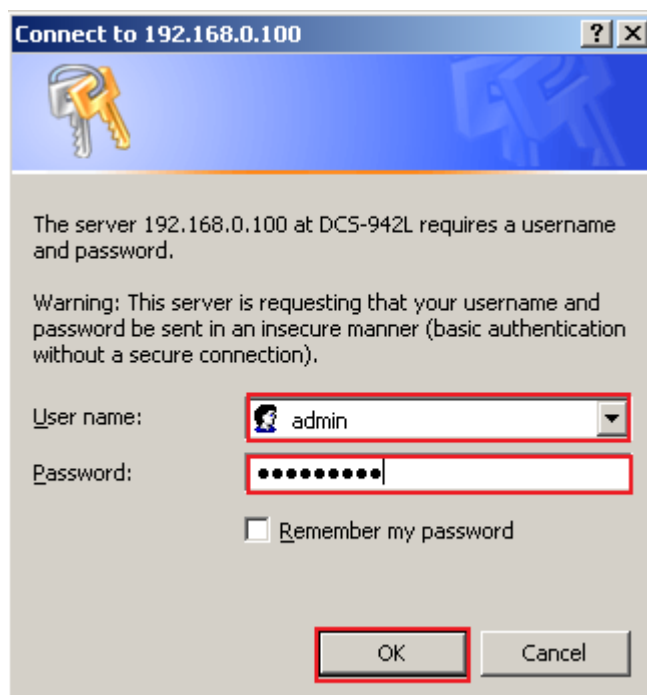 Connect to 192.168.0.100
The server 192.168.0.100 at DCS-942L requires a username
and password.
Warning: This server is requesting that your username and
password be sent in an insecure manner (basic authentication
without a secure connection).
User name:
admin
Password:
●●●●●●●●●
Remember my password
OK
Cancel